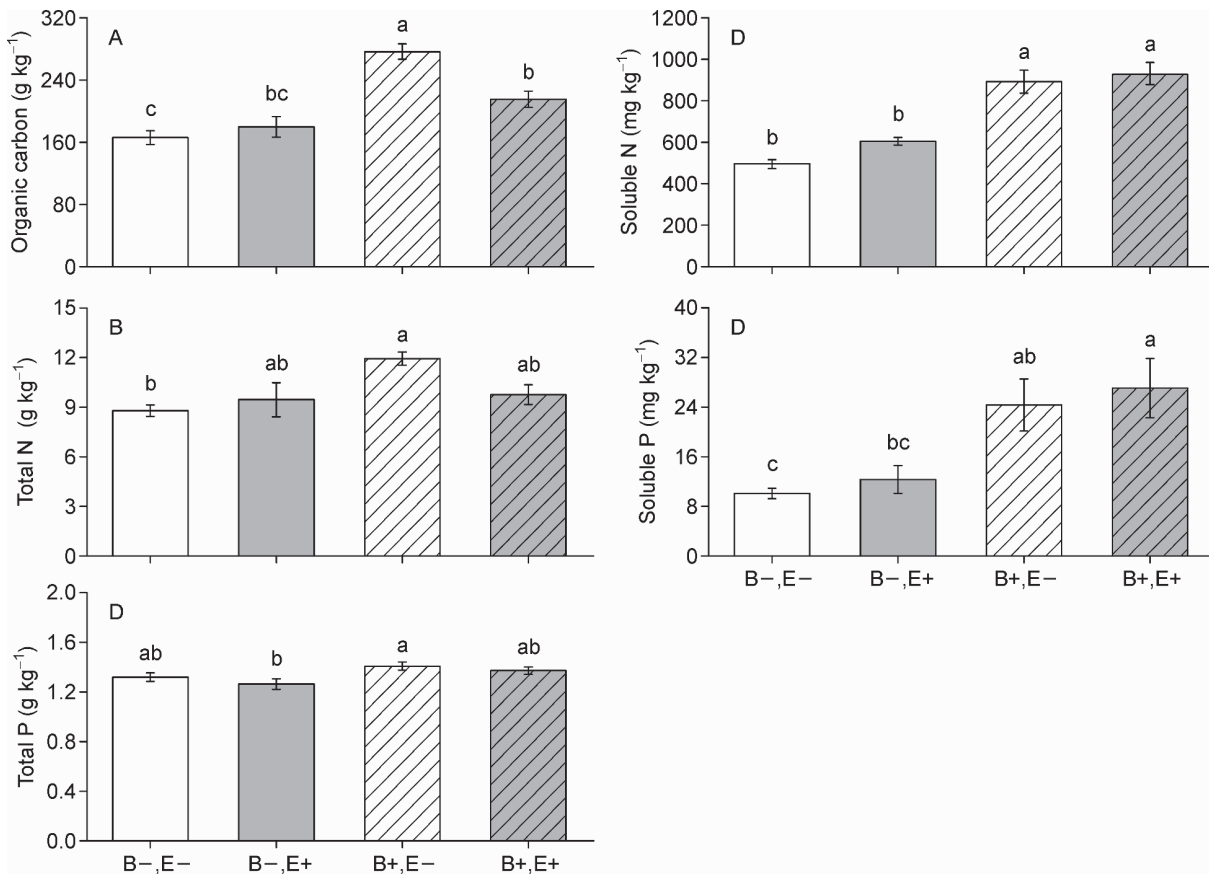 A
Organic carbon (g kg⁻¹)
320
240
160
80
0
c
bc
a
b
B
Total N (g kg⁻¹)
15
12
9
6
3
0
b
ab
a
ab
D
Total P (g kg⁻¹)
2.0
1.6
1.2
0.8
0.4
0.0
ab
b
a
ab
B−,E− B−,E+ B+,E− B+,E+
D
Soluble N (mg kg⁻¹)
1200
1000
800
600
400
200
0
b
b
a
a
D
Soluble P (mg kg⁻¹)
40
32
24
16
8
0
c
bc
ab
a
B−,E− B−,E+ B+,E− B+,E+